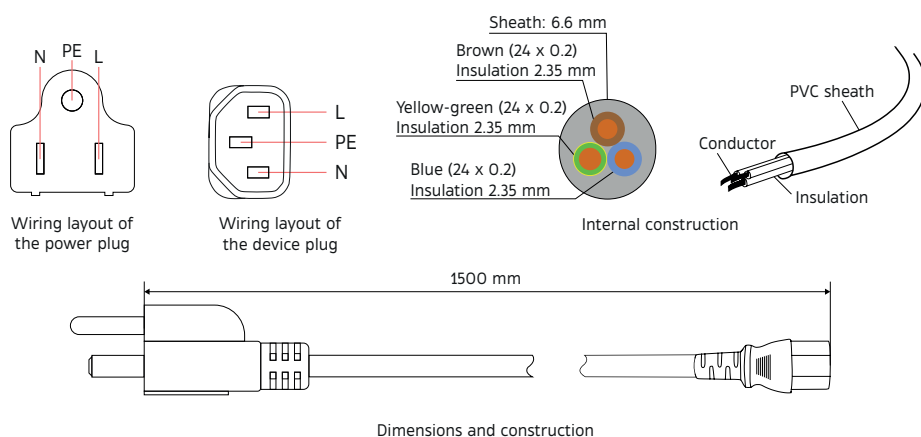 N PE L
Wiring layout of
the power plug
L
PE
N
Wiring layout of
the device plug
Sheath: 6.6 mm
Brown (24 x 0.2)
Insulation 2.35 mm
Yellow-green (24 x 0.2)
Insulation 2.35 mm
Blue (24 x 0.2)
Insulation 2.35 mm
Internal construction
PVC sheath
Conductor
Insulation
1500 mm
Dimensions and construction